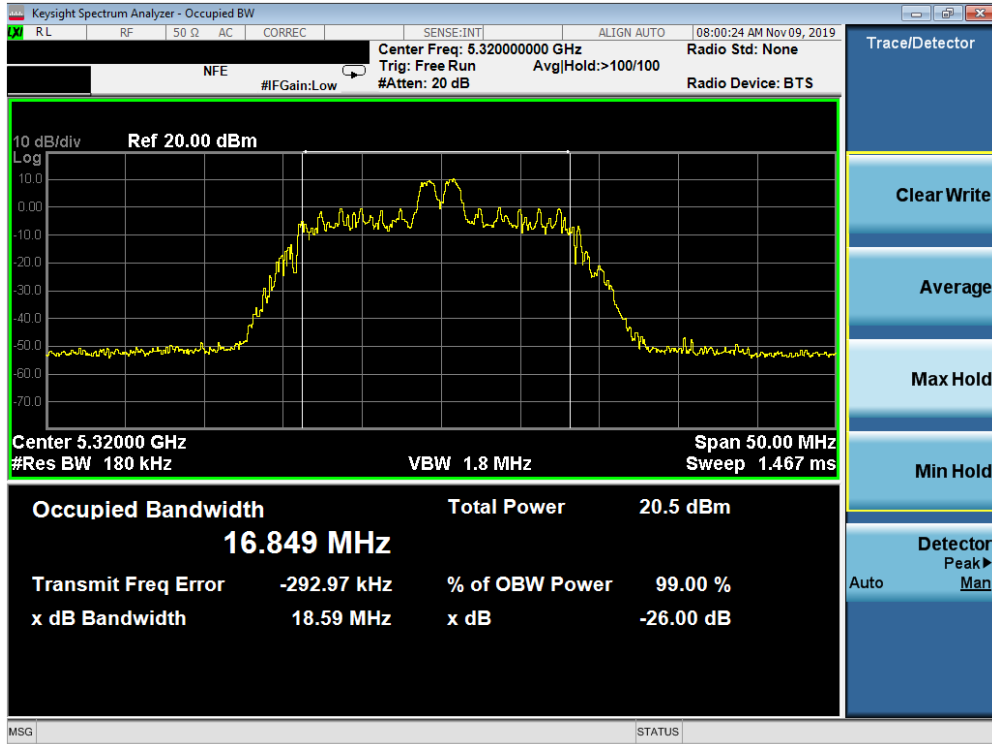 Keysight Spectrum Analyzer - Occupied BW
LXI RL RF 50 Ω AC CORREC SENSE:INT ALIGN AUTO 08:00:24 AM Nov 09, 2019
Center Freq: 5.320000000 GHz Radio Std: None
NFE Trig: Free Run Avg|Hold:>100/100
#IFGain:Low #Atten: 20 dB Radio Device: BTS
Trace/Detector
10 dB/div Ref 20.00 dBm
Log
10.0
0.00
-10.0
-20.0
-30.0
-40.0
-50.0
-60.0
-70.0
Center 5.32000 GHz Span 50.00 MHz
#Res BW 180 kHz VBW 1.8 MHz Sweep 1.467 ms
Occupied Bandwidth Total Power 20.5 dBm
16.849 MHz
Transmit Freq Error -292.97 kHz % of OBW Power 99.00 %
x dB Bandwidth 18.59 MHz x dB -26.00 dB
Clear Write
Average
Max Hold
Min Hold
Detector
Peak▶
Auto Man
MSG STATUS